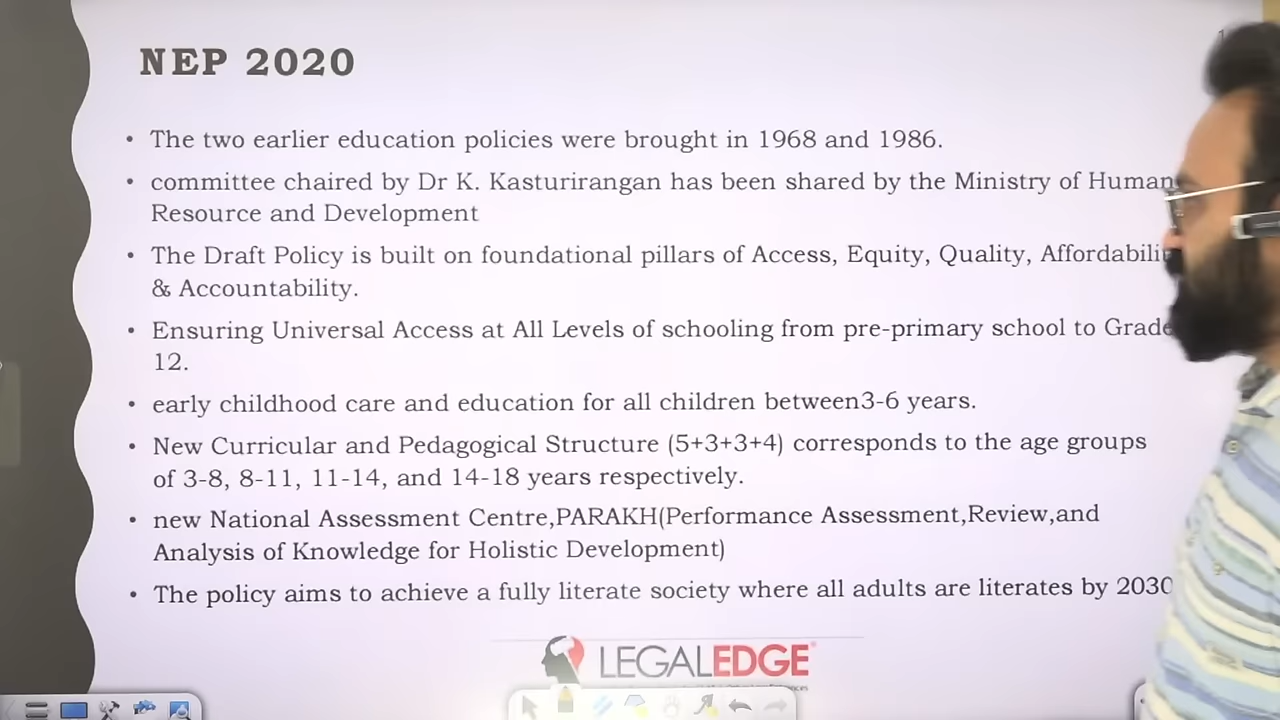 NEP 2020
• The two earlier education policies were brought in 1968 and 1986.
• committee chaired by Dr K. Kasturirangan has been shared by the Ministry of Human
Resource and Development
• The Draft Policy is built on foundational pillars of Access, Equity, Quality,
& Accountability.
• Ensuring Universal Access at All Levels of schooling from pre-primary school to Grade
12.
• early childhood care and education for all children between3-6 years.
• New Curricular and Pedagogical Structure (5+3+3+4) corresponds to the age groups
of 3-8, 8-11, 11-14, and 14-18 years respectively.
• new National Assessment Centre,PARAKH(Performance Assessment,Review,and
Analysis of Knowledge for Holistic Development)
• The policy aims to achieve a fully literate society where all adults are literates by 2030
LEGALEDGE